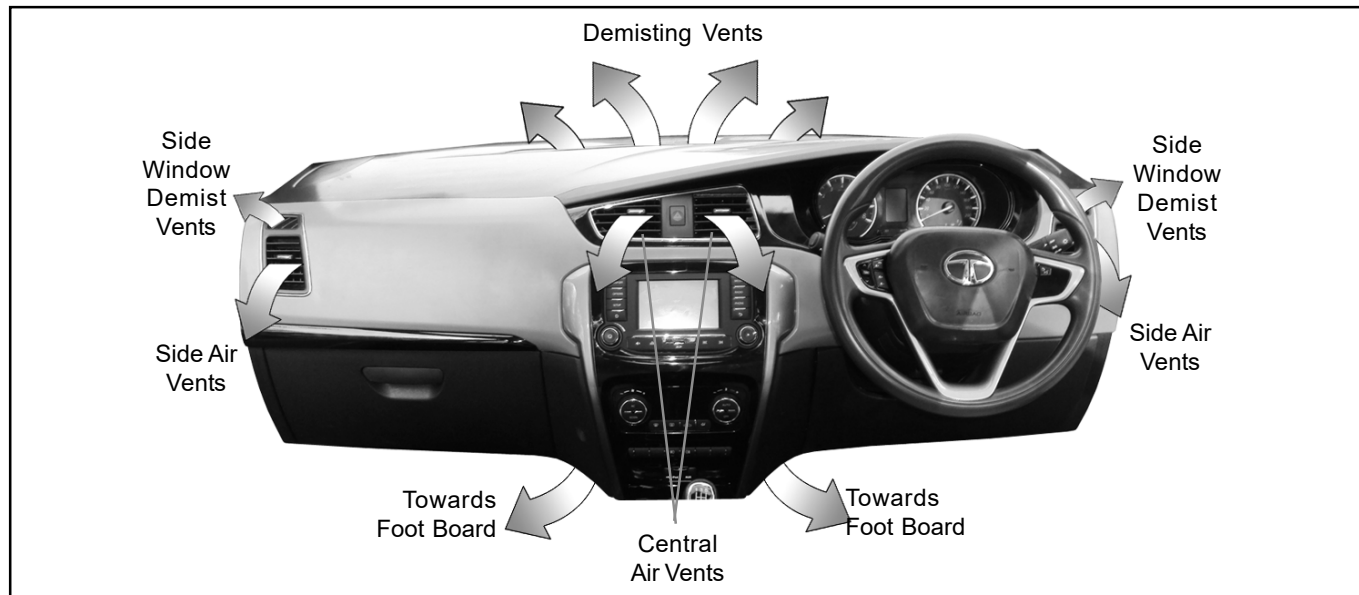 Demisting Vents
Side
Window
Demist
Vents
Side
Window
Demist
Vents
Side Air
Vents
Side Air
Vents
Towards
Foot Board
Towards
Foot Board
Central
Air Vents